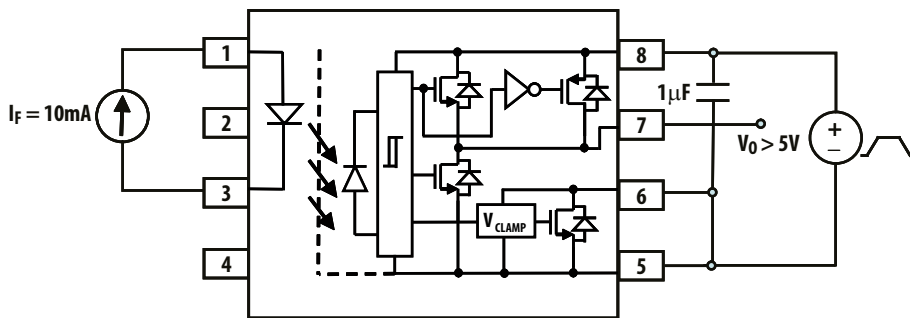 1
8
I_F = 10mA
1μF
2
7
V_O > 5V
+
−
3
6
V_CLAMP
4
5